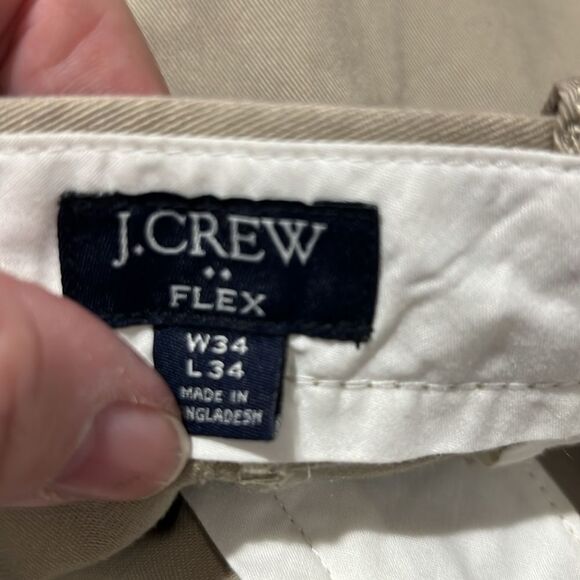 J.CREW
FLEX
W34
L34
MADE IN
NGLADESH